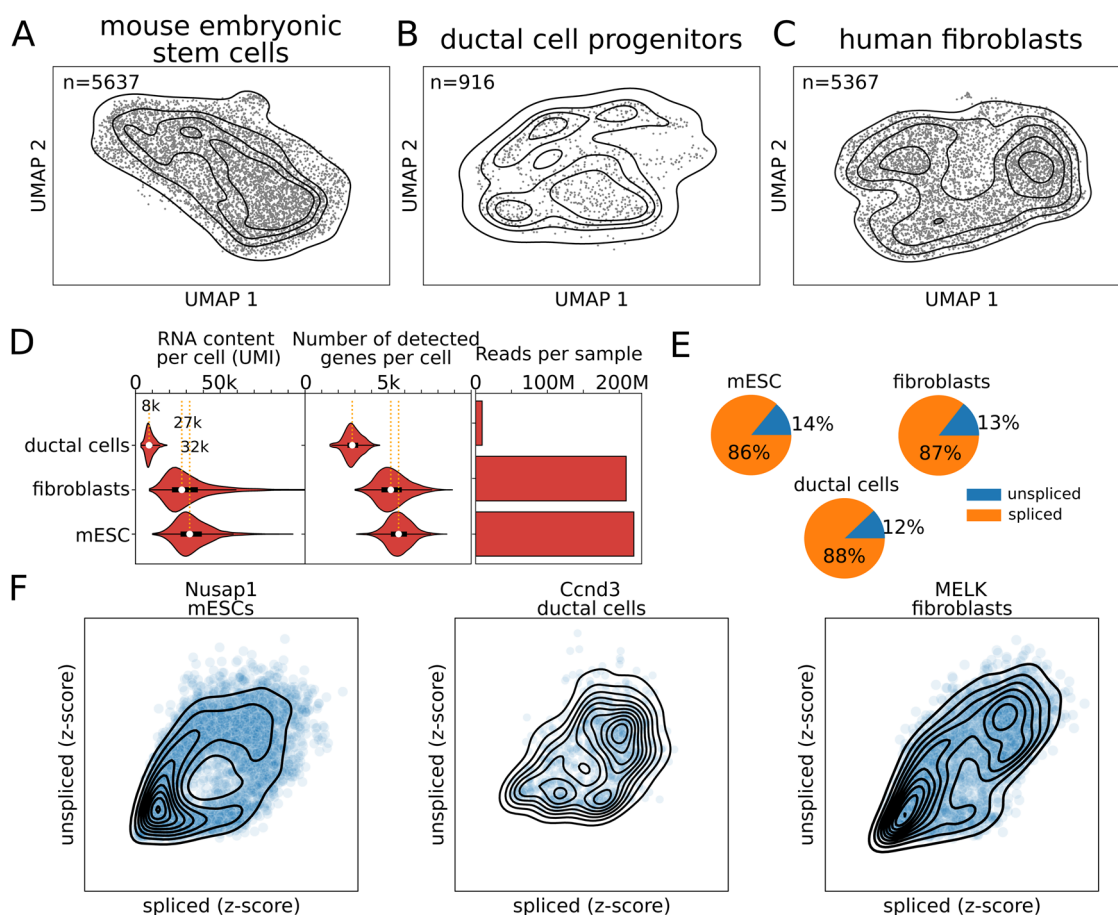 A
mouse embryonic
stem cells
n=5637
UMAP 2
UMAP 1
B
ductal cell progenitors
n=916
UMAP 2
UMAP 1
C
human fibroblasts
n=5367
UMAP 2
UMAP 1
D
RNA content
per cell (UMI)
0 50k
Number of detected
genes per cell
0 5k
Reads per sample
0 100M 200M
8k
27k
32k
ductal cells
fibroblasts
mESC
E
mESC
14%
86%
fibroblasts
13%
87%
ductal cells
12%
88%
unspliced
spliced
F
Nusap1
mESCs
unspliced (z-score)
spliced (z-score)
Ccnd3
ductal cells
unspliced (z-score)
spliced (z-score)
MELK
fibroblasts
unspliced (z-score)
spliced (z-score)